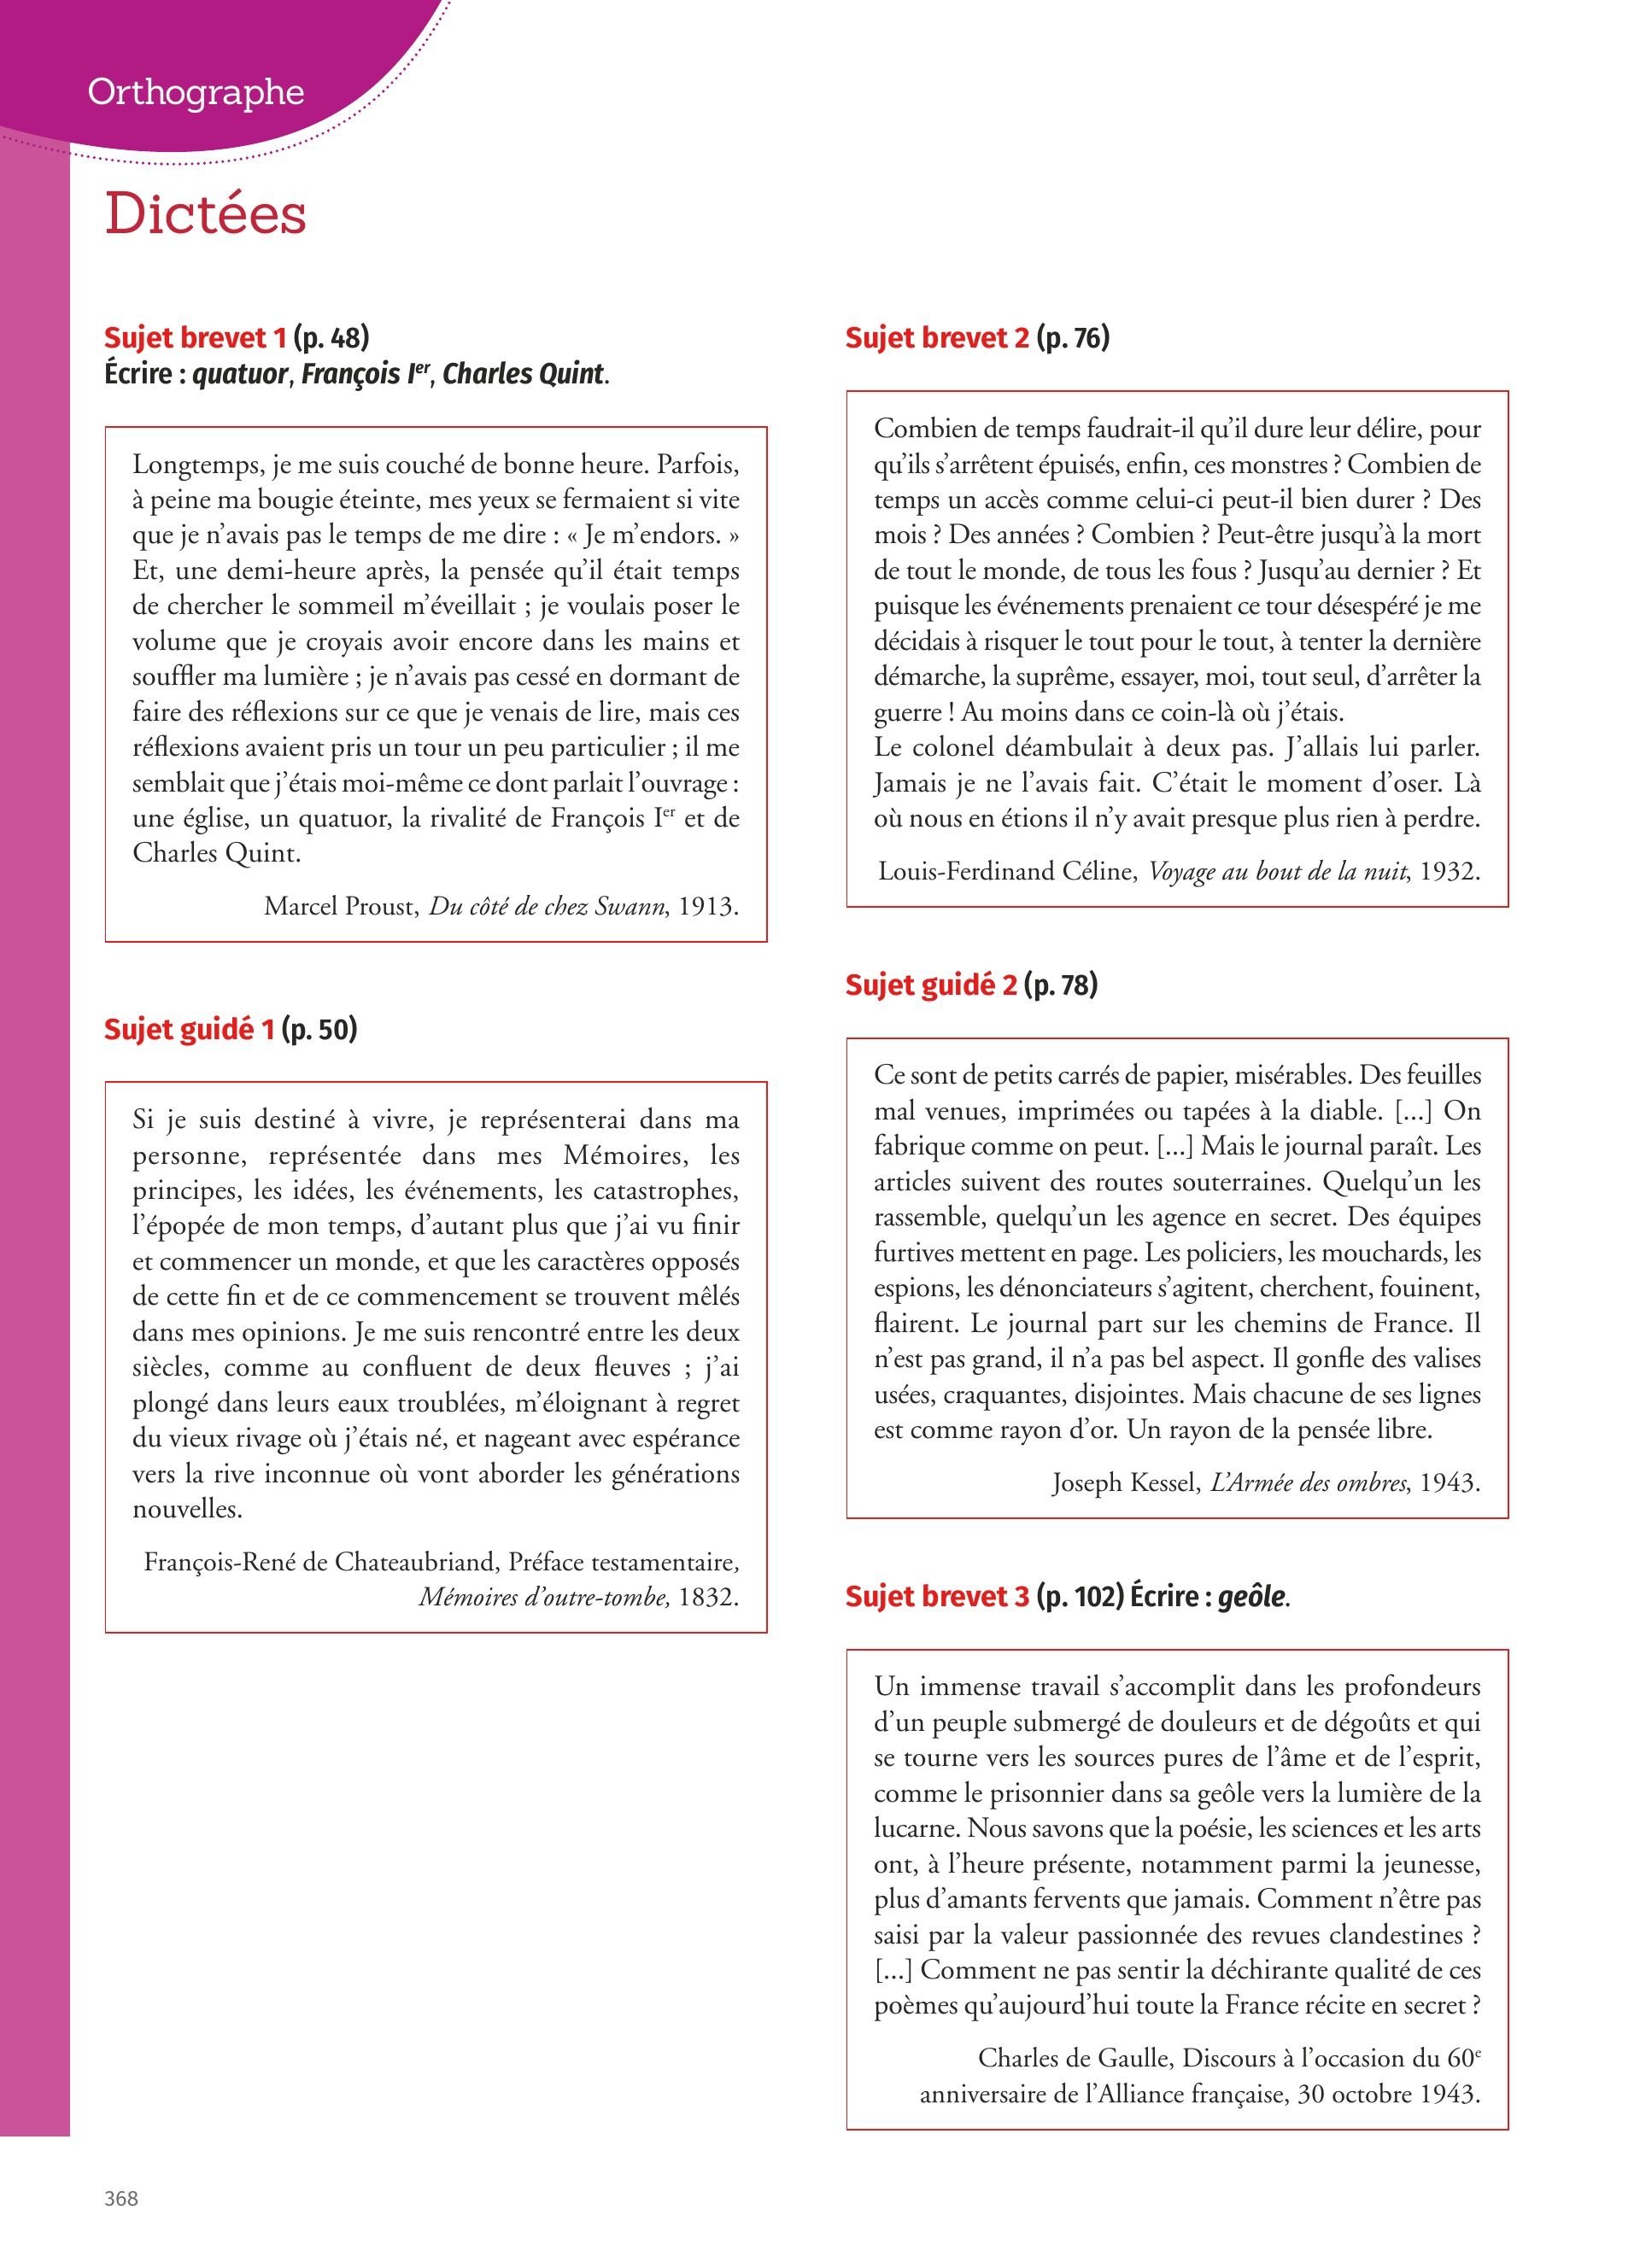 Orthographe
Dictées
Sujet brevet 1 (p. 48)
Écrire : quatuor, François Ier, Charles Quint.
Longtemps, je me suis couché de bonne heure. Parfois,
à peine ma bougie éteinte, mes yeux se fermaient si vite
que je n’avais pas le temps de me dire : « Je m’endors. »
Et, une demi-heure après, la pensée qu’il était temps
de chercher le sommeil m’éveillait ; je voulais poser le
volume que je croyais avoir encore dans les mains et
souffler ma lumière ; je n’avais pas cessé en dormant de
faire des réflexions sur ce que je venais de lire, mais ces
réflexions avaient pris un tour un peu particulier ; il me
semblait que j’étais moi-même ce dont parlait l’ouvrage :
une église, un quatuor, la rivalité de François Ier et de
Charles Quint.
Marcel Proust, Du côté de chez Swann, 1913.
Sujet guidé 1 (p. 50)
Si je suis destiné à vivre, je représenterai dans ma
personne, représentée dans mes Mémoires, les
principes, les idées, les événements, les catastrophes,
l’épopée de mon temps, d’autant plus que j’ai vu finir
et commencer un monde, et que les caractères opposés
de cette fin et de ce commencement se trouvent mêlés
dans mes opinions. Je me suis rencontré entre les deux
siècles, comme au confluent de deux fleuves ; j’ai
plongé dans leurs eaux troublées, m’éloignant à regret
du vieux rivage où j’étais né, et nageant avec espérance
vers la rive inconnue où vont aborder les générations
nouvelles.
François-René de Chateaubriand, Préface testamentaire,
Mémoires d’outre-tombe, 1832.
Sujet brevet 2 (p. 76)
Combien de temps faudrait-il qu’il dure leur délire, pour
qu’ils s’arrêtent épuisés, enfin, ces monstres ? Combien de
temps un accès comme celui-ci peut-il bien durer ? Des
mois ? Des années ? Combien ? Peut-être jusqu’à la mort
de tout le monde, de tous les fous ? Jusqu’au dernier ? Et
puisque les événements prenaient ce tour désespéré je me
décidais à risquer le tout pour le tout, à tenter la dernière
démarche, la suprême, essayer, moi, tout seul, d’arrêter la
guerre ! Au moins dans ce coin-là où j’étais.
Le colonel déambulait à deux pas. J’allais lui parler.
Jamais je ne l’avais fait. C’était le moment d’oser. Là
où nous en étions il n’y avait presque plus rien à perdre.
Louis-Ferdinand Céline, Voyage au bout de la nuit, 1932.
Sujet guidé 2 (p. 78)
Ce sont de petits carrés de papier, misérables. Des feuilles
mal venues, imprimées ou tapées à la diable. [...] On
fabrique comme on peut. [...] Mais le journal paraît. Les
articles suivent des routes souterraines. Quelqu’un les
rassemble, quelqu’un les agence en secret. Des équipes
furtives mettent en page. Les policiers, les mouchards, les
espions, les dénonciateurs s’agitent, cherchent, fouinent,
flairent. Le journal part sur les chemins de France. Il
n’est pas grand, il n’a pas bel aspect. Il gonfle des valises
usées, craquantes, disjointes. Mais chacune de ses lignes
est comme rayon d’or. Un rayon de la pensée libre.
Joseph Kessel, L’Armée des ombres, 1943.
Sujet brevet 3 (p. 102) Écrire : geôle.
Un immense travail s’accomplit dans les profondeurs
d’un peuple submergé de douleurs et de dégoûts et qui
se tourne vers les sources pures de l’âme et de l’esprit,
comme le prisonnier dans sa geôle vers la lumière de la
lucarne. Nous savons que la poésie, les sciences et les arts
ont, à l’heure présente, notamment parmi la jeunesse,
plus d’amants fervents que jamais. Comment n’être pas
saisi par la valeur passionnée des revues clandestines ?
[...] Comment ne pas sentir la déchirante qualité de ces
poèmes qu’aujourd’hui toute la France récite en secret ?
Charles de Gaulle, Discours à l’occasion du 60e
anniversaire de l’Alliance française, 30 octobre 1943.
368